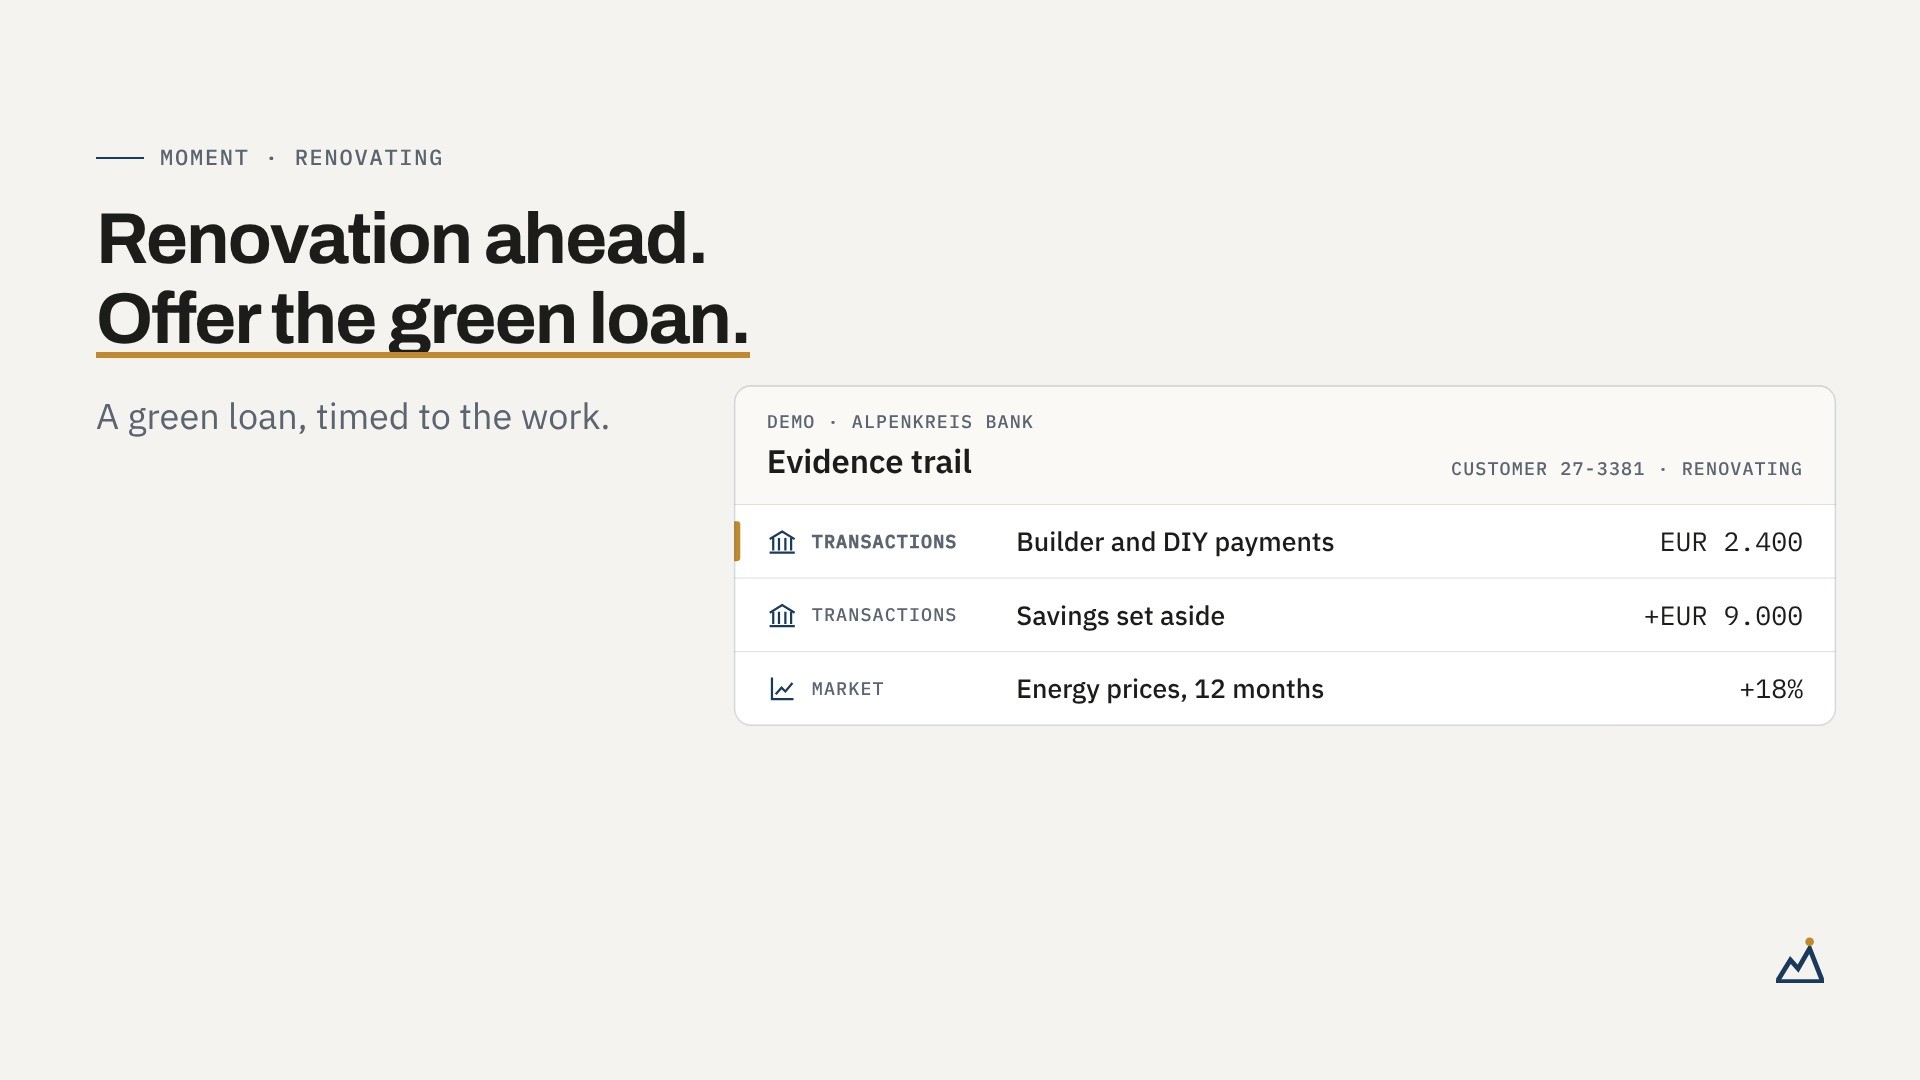 MOMENT · RENOVATING
Renovation ahead.
Offer the green loan.
A green loan, timed to the work.
DEMO · ALPENKREIS BANK
Evidence trail
CUSTOMER 27-3381 · RENOVATING
TRANSACTIONS Builder and DIY payments EUR 2.400
TRANSACTIONS Savings set aside +EUR 9.000
MARKET Energy prices, 12 months +18%